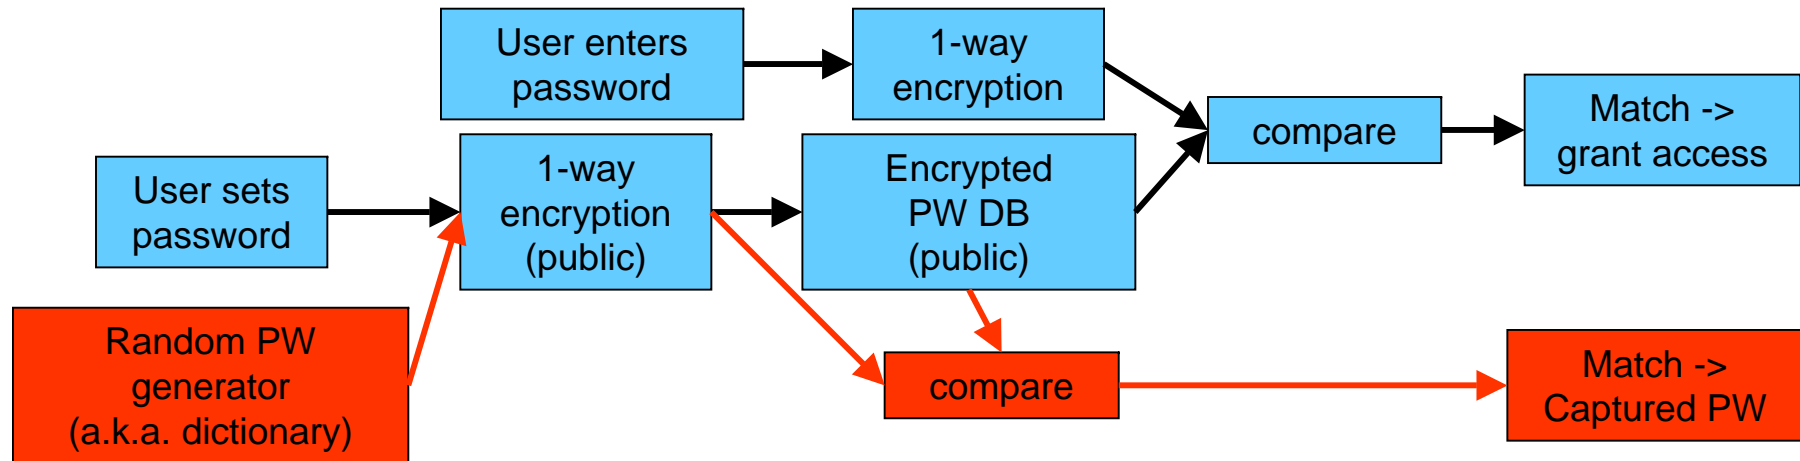 User enters
password
1-way
encryption
compare
Match ->
grant access
User sets
password
1-way
encryption
(public)
Encrypted
PW DB
(public)
Random PW
generator
(a.k.a. dictionary)
compare
Match ->
Captured PW